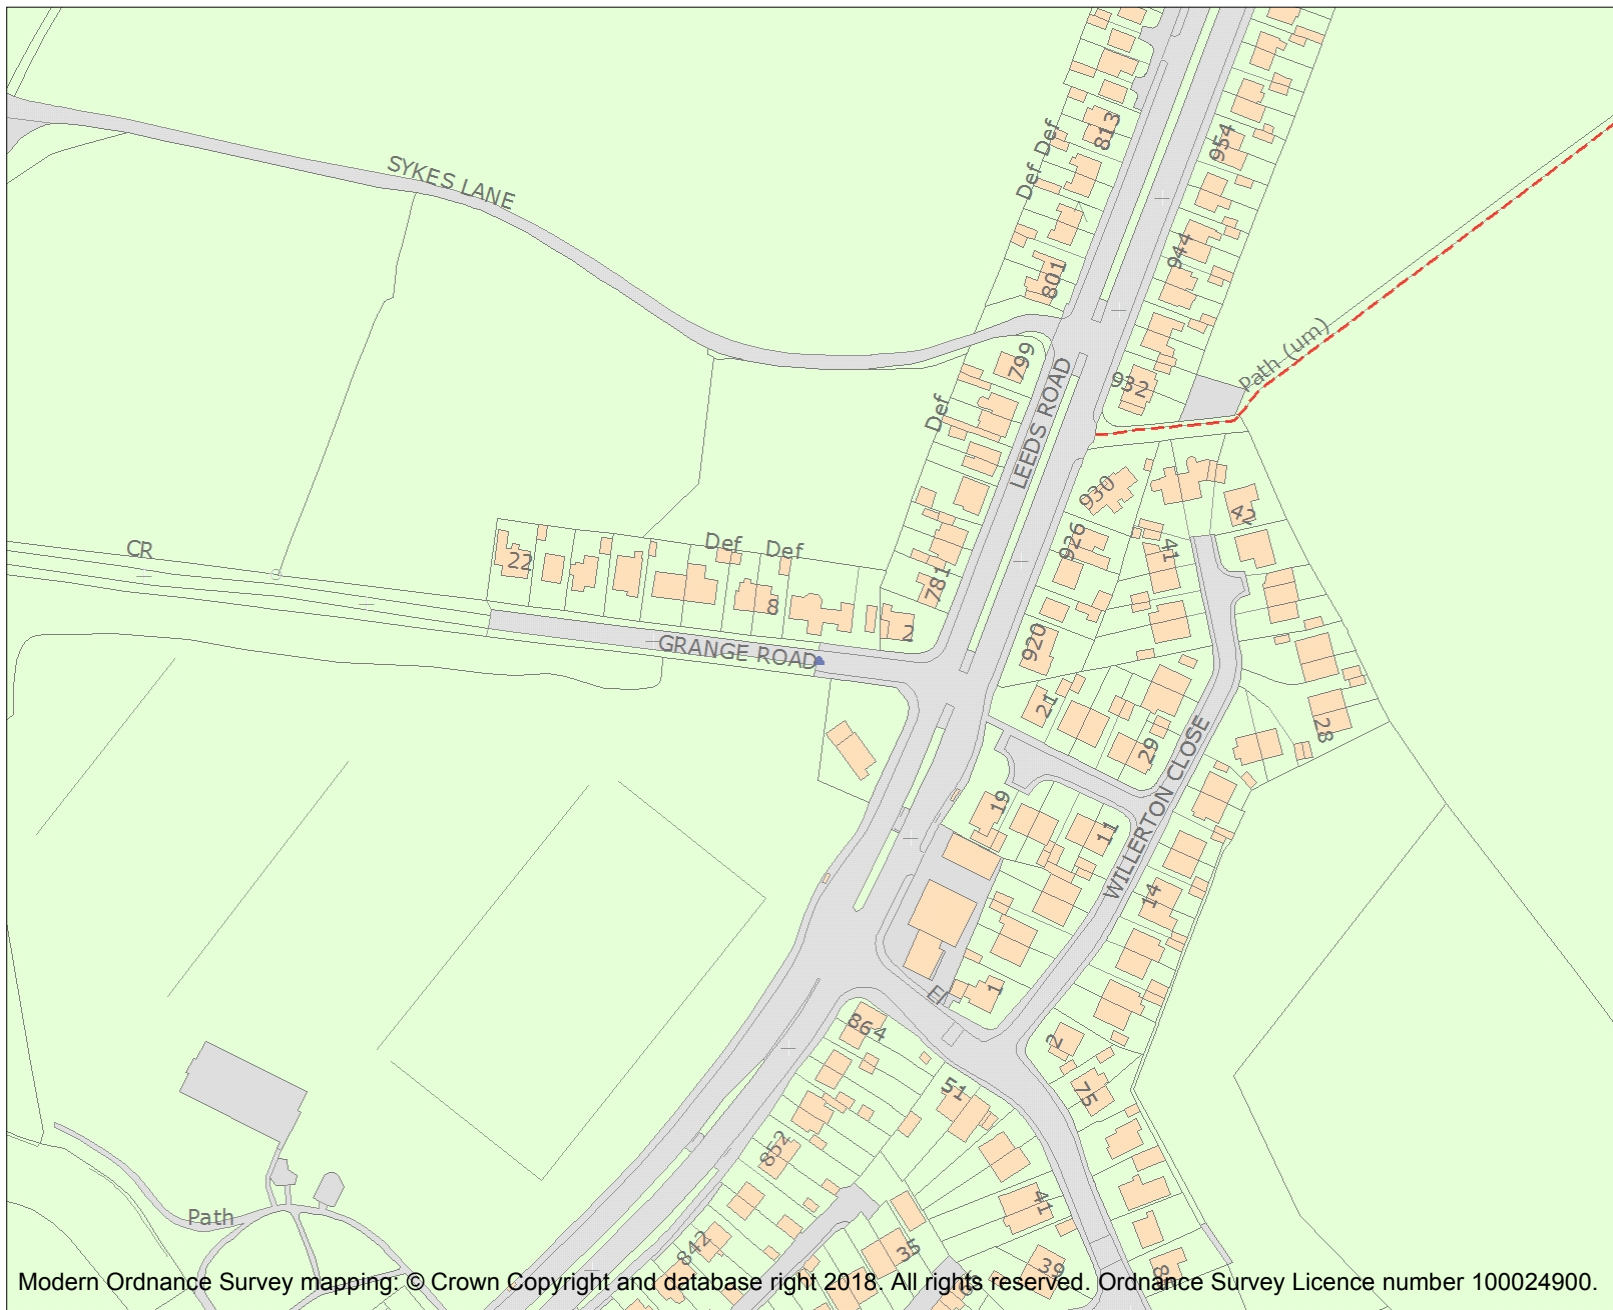 813
954
Def
Def
SYKES LANE
944
801
799
Path (um)
932
LEEDS ROAD
Def
930
42
926
41
CR
Def
Def
22
781
8
2
920
GRANGE ROAD
21
28
29
WILLERTON CLOSE
19
11
14
El
1
864
2
51
75
852
41
Path
842
35
39
Modern Ordnance Survey mapping: © Crown Copyright and database right 2018. All rights reserved. Ordnance Survey Licence number 100024900.